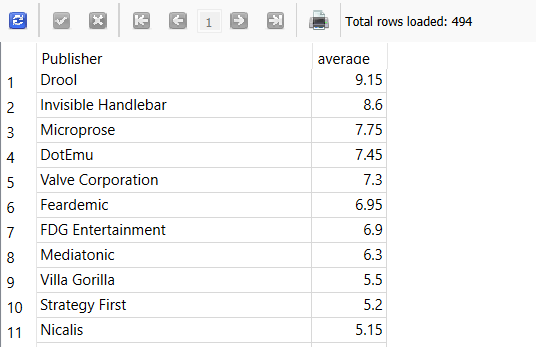 1 Total rows loaded: 494
Publisher average
1 Drool 9.15
2 Invisible Handlebar 8.6
3 Microprose 7.75
4 DotEmu 7.45
5 Valve Corporation 7.3
6 Feardemic 6.95
7 FDG Entertainment 6.9
8 Mediatonic 6.3
9 Villa Gorilla 5.5
10 Strategy First 5.2
11 Nicalis 5.15